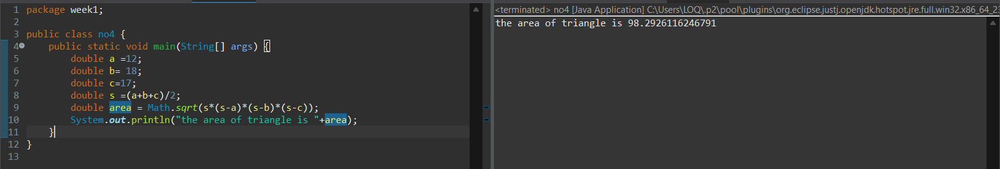 1 package week1;
2
3 public class no4 {
4 public static void main(String[] args) {
5 double a =12;
6 double b= 18;
7 double c=17;
8 double s =(a+b+c)/2;
9 double area = Math.sqrt(s*(s-a)*(s-b)*(s-c));
10 System.out.println("the area of triangle is "+area);
11 }
12 }
13
<terminated> no4 [Java Application] C:\Users\LOQ\.p2\pool\plugins\org.eclipse.justj.openjdk.hotspot.jre.full.win32.x86_64_23
the area of triangle is 98.2926116246791